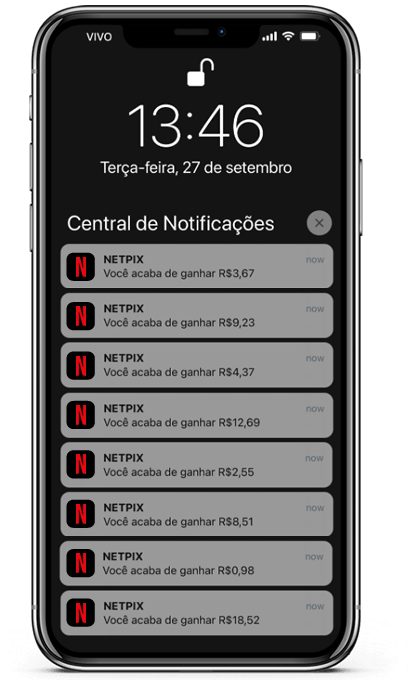 VIVO
13:46
Terça-feira, 27 de setembro
Central de Notificações
NETPIX
now
Você acaba de ganhar R$3,67
NETPIX
now
Você acaba de ganhar R$9,23
NETPIX
now
Você acaba de ganhar R$4,37
NETPIX
now
Você acaba de ganhar R$12,69
NETPIX
now
Você acaba de ganhar R$2,55
NETPIX
now
Você acaba de ganhar R$8,51
NETPIX
now
Você acaba de ganhar R$0,98
NETPIX
now
Você acaba de ganhar R$18,52